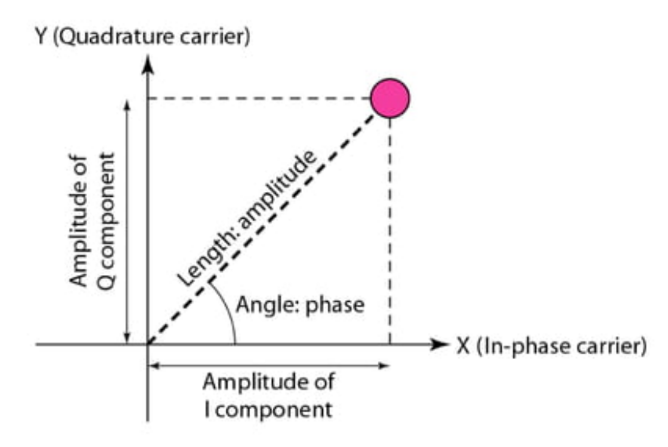 Y (Quadrature carrier)
Amplitude of
Q component
Length: amplitude
Angle: phase
X (In-phase carrier)
Amplitude of
I component